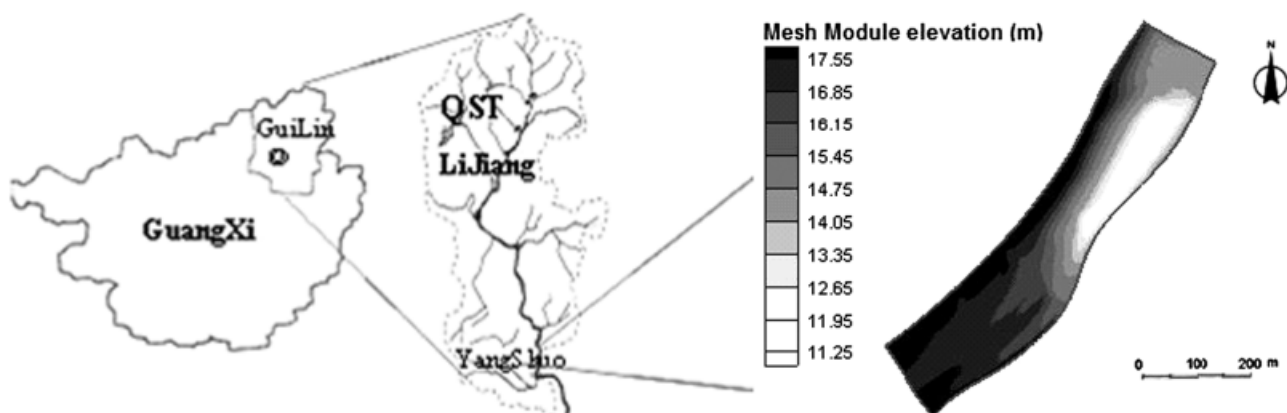 GuiLin
GuangXi
QST
LiJiang
YangShuo
Mesh Module elevation (m)
17.55
16.85
16.15
15.45
14.75
14.05
13.35
12.65
11.95
11.25
N
0 100 200 m